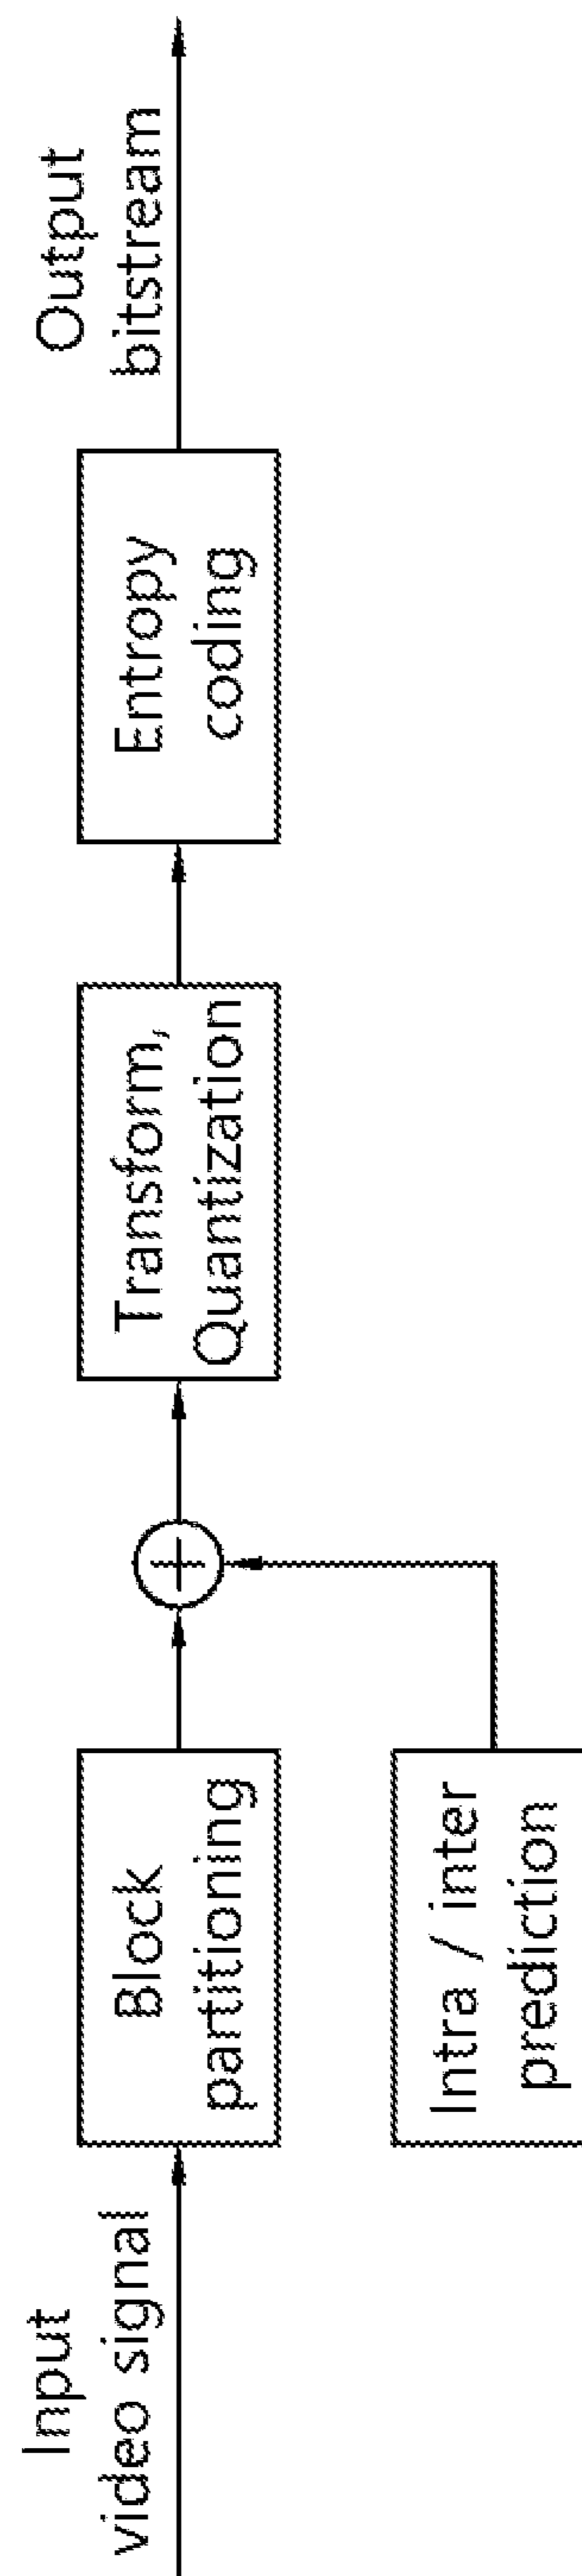 Input
video signal
Block
partitioning
Intra / inter
prediction
Transform,
Quantization
Entropy
coding
Output
bitstream